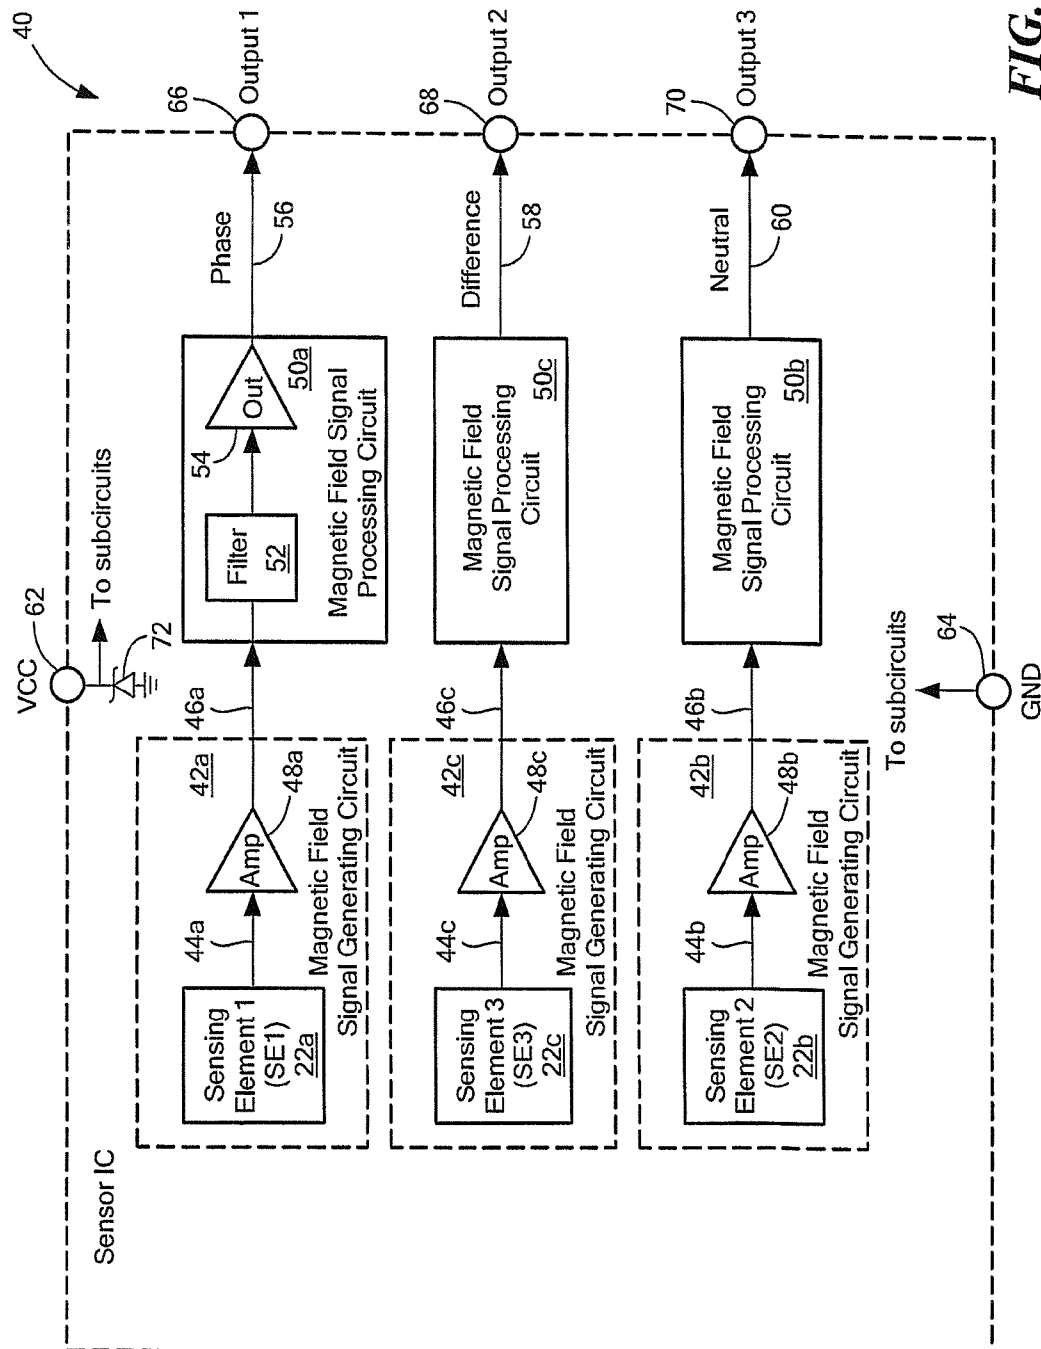 40
Sensor IC
VCC
62
To subcircuits
72
Sensing
Element 1
(SE1)
22a
44a
Amp
48a
42a
Magnetic Field
Signal Generating Circuit
46a
Filter
52
54
Out
50a
Magnetic Field Signal
Processing Circuit
Phase
56
66
Output 1
Sensing
Element 3
(SE3)
22c
44c
Amp
48c
42c
Magnetic Field
Signal Generating Circuit
46c
Magnetic Field
Signal Processing
Circuit
50c
Difference
58
68
Output 2
Sensing
Element 2
(SE2)
22b
44b
Amp
48b
42b
Magnetic Field
Signal Generating Circuit
46b
Magnetic Field
Signal Processing
Circuit
50b
Neutral
60
70
Output 3
To subcircuits
64
GND
FIG.